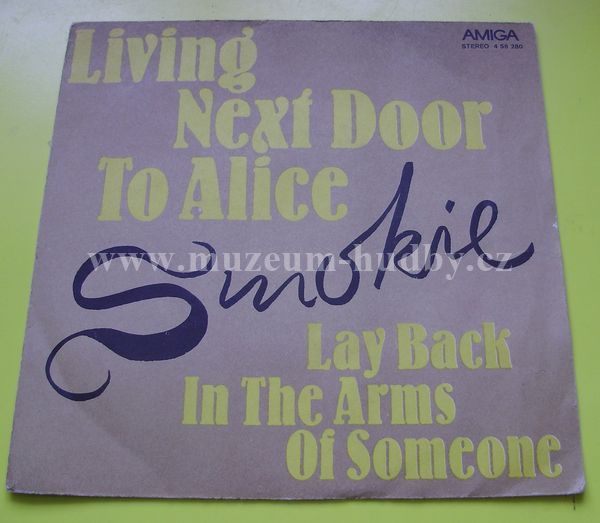 AMIGA
STEREO 4 56 280
Living
Next Door
To Alice
Smokie
www.muzeum-hudby.cz
Lay Back
In The Arms
Of Someone